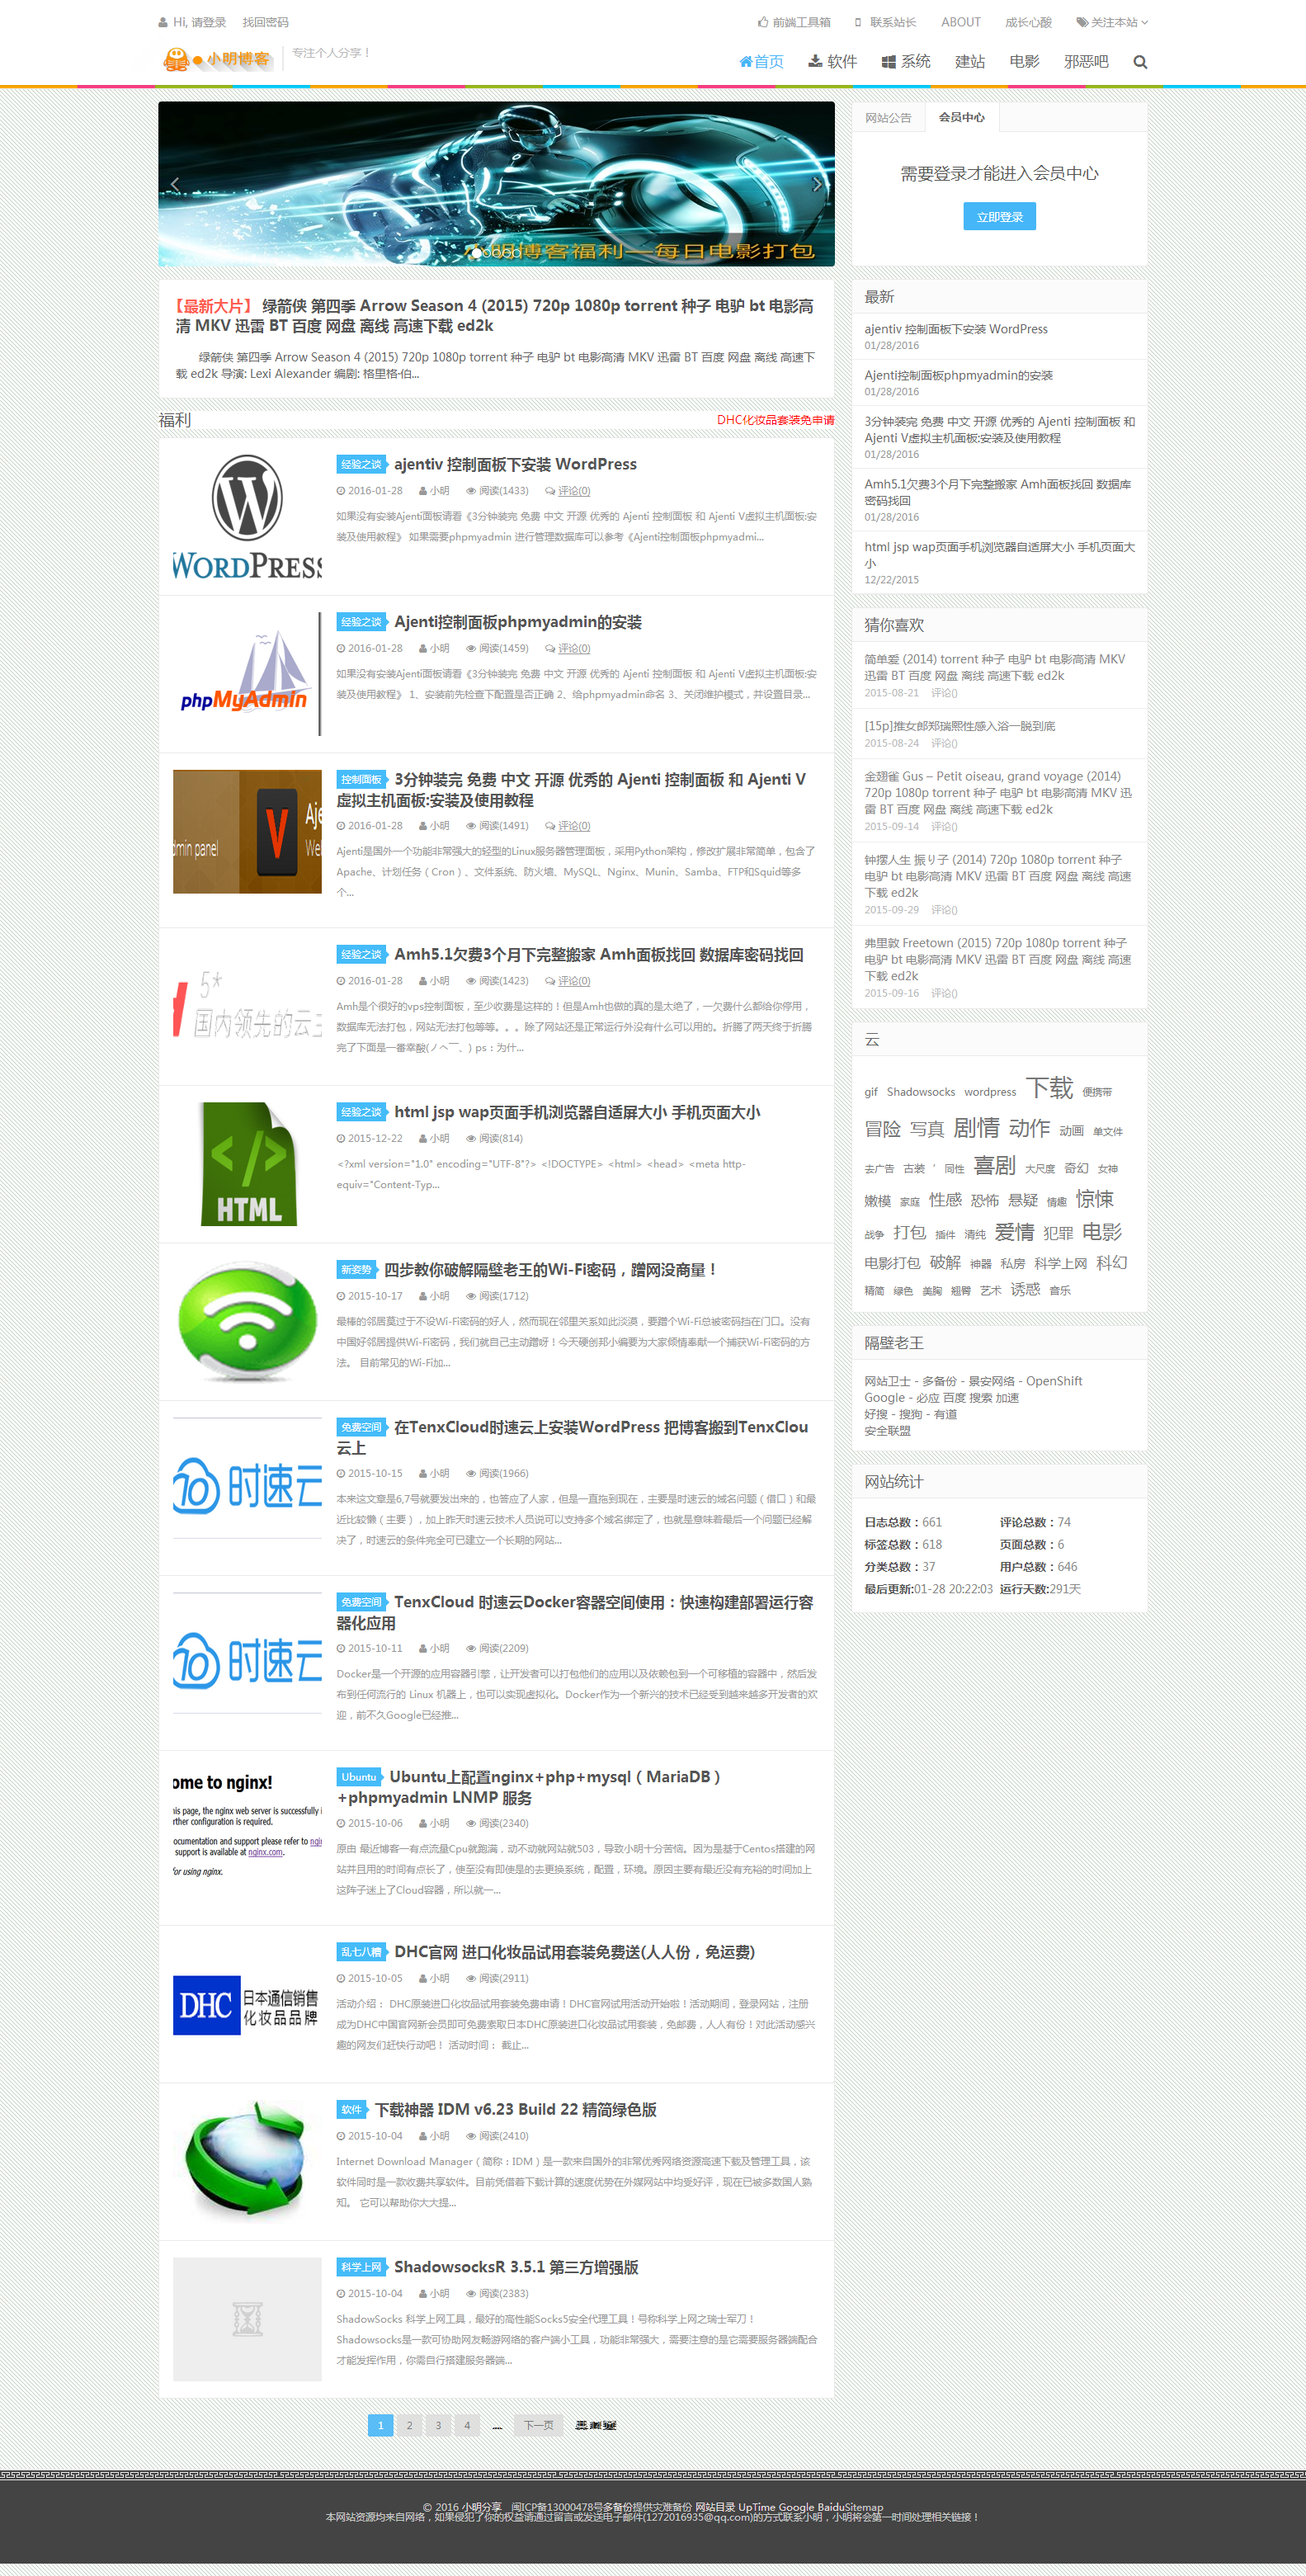 Hi, 请登录 找回密码
前端工具箱 联系站长 ABOUT 成长心酸 关注本站
小明博客 专注个人分享！
首页 软件 系统 建站 电影 邪恶吧
小明博客福利一每日电影打包
【最新大片】 绿箭侠 第四季 Arrow Season 4 (2015) 720p 1080p torrent 种子 电驴 bt 电影高
清 MKV 迅雷 BT 百度 网盘 离线 高速下载 ed2k
绿箭侠 第四季 Arrow Season 4 (2015) 720p 1080p torrent 种子 电驴 bt 电影高清 MKV 迅雷 BT 百度 网盘 离线 高速下
载 ed2k 导演: Lexi Alexander 编剧: 格里格·伯...
福利
DHC化妆品套装免申请
WORDPRESS
经验之谈 ajentiv 控制面板下安装 WordPress
2016-01-28 小明 阅读(1433) 评论(0)
如果没有安装Ajenti面板请看《3分钟装完 免费 中文 开源 优秀的 Ajenti 控制面板 和 Ajenti V虚拟主机面板:安
装及使用教程》 如果需要phpmyadmin 进行管理数据库可以参考《Ajenti控制面板phpmyadmi...
phpMyAdmin
经验之谈 Ajenti控制面板phpmyadmin的安装
2016-01-28 小明 阅读(1459) 评论(0)
如果没有安装Ajenti面板请看《3分钟装完 免费 中文 开源 优秀的 Ajenti 控制面板 和 Ajenti V虚拟主机面板:安
装及使用教程》 1、安装前先检查下配置是否正确 2、给phpmyadmin命名 3、关闭维护模式，并设置目录...
dmin panel V Aje We
控制面板 3分钟装完 免费 中文 开源 优秀的 Ajenti 控制面板 和 Ajenti V
虚拟主机面板:安装及使用教程
2016-01-28 小明 阅读(1491) 评论(0)
Ajenti是国外一个功能非常强大的轻型的Linux服务器管理面板，采用Python架构，修改扩展非常简单，包含了
Apache、计划任务（Cron）、文件系统、防火墙、MySQL、Nginx、Munin、Samba、FTP和Squid等多
个...
5*
国内领先的云主
经验之谈 Amh5.1欠费3个月下完整搬家 Amh面板找回 数据库密码找回
2016-01-28 小明 阅读(1423) 评论(0)
Amh是个很好的vps控制面板，至少收费是这样的！但是Amh也做的真的是太绝了，一欠费什么都给你停用，
数据库无法打包，网站无法打包等等。。。除了网站还是正常运行外没有什么可以用的。折腾了两天终于折腾
完了下面是一番幸酸(ノへ￣、) ps：为什...
HTML
经验之谈 html jsp wap页面手机浏览器自适屏大小 手机页面大小
2015-12-22 小明 阅读(814)
<?xml version="1.0" encoding="UTF-8"?> <!DOCTYPE> <html> <head> <meta http-
equiv="Content-Typ...
新姿势 四步教你破解隔壁老王的Wi-Fi密码，蹭网没商量！
2015-10-17 小明 阅读(1712)
最棒的邻居莫过于不设Wi-Fi密码的好人，然而现在邻里关系如此淡漠，要蹭个Wi-Fi总被密码挡在门口。没有
中国好邻居提供Wi-Fi密码，我们就自己主动蹭呀！今天硬创邦小编要为大家倾情奉献一个捕获Wi-Fi密码的方
法。 目前常见的Wi-Fi加...
时速云
免费空间 在TenxCloud时速云上安装WordPress 把博客搬到TenxClou
云上
2015-10-15 小明 阅读(1966)
本来这文章是6,7号就要发出来的，也答应了人家，但是一直拖到现在，主要是时速云的域名问题（借口）和最
近比较懒（主要），加上昨天时速云技术人员说可以支持多个域名绑定了，也就是意味着最后一个问题已经解
决了，时速云的条件完全可已建立一个长期的网站...
时速云
免费空间 TenxCloud 时速云Docker容器空间使用：快速构建部署运行容
器化应用
2015-10-11 小明 阅读(2209)
Docker是一个开源的应用容器引擎，让开发者可以打包他们的应用以及依赖包到一个可移植的容器中，然后发
布到任何流行的 Linux 机器上，也可以实现虚拟化。Docker作为一个新兴的技术已经受到越来越多开发者的欢
迎，前不久Google已经推...
ome to nginx!
his page, the nginx web server is successfully i
rther configuration is required.
ocumentation and support please refer to ngi
support is available at nginx.com.
for using nginx.
Ubuntu Ubuntu上配置nginx+php+mysql（MariaDB）
+phpmyadmin LNMP 服务
2015-10-06 小明 阅读(2340)
原由 最近博客一有点流量Cpu就跑满，动不动就网站就503，导致小明十分苦恼。因为是基于Centos搭建的网
站并且用的时间有点长了，使至没有即使是的去更换系统，配置，环境。原因主要有最近没有充裕的时间加上
这阵子迷上了Cloud容器，所以就一...
DHC 日本通信销售
化妆品品牌
乱七八糟 DHC官网 进口化妆品试用套装免费送(人人份，免运费)
2015-10-05 小明 阅读(2911)
活动介绍： DHC原装进口化妆品试用套装免费申请！DHC官网试用活动开始啦！活动期间，登录网站，注册
成为DHC中国官网新会员即可免费索取日本DHC原装进口化妆品试用套装，免邮费，人人有份！对此活动感兴
趣的网友们赶快行动吧！ 活动时间： 截止...
软件 下载神器 IDM v6.23 Build 22 精简绿色版
2015-10-04 小明 阅读(2410)
Internet Download Manager（简称：IDM）是一款来自国外的非常优秀网络资源高速下载及管理工具，该
软件同时是一款收费共享软件。目前凭借着下载计算的速度优势在外媒网站中均受好评，现在已被多数国人熟
知。 它可以帮助你大大提...
科学上网 ShadowsocksR 3.5.1 第三方增强版
2015-10-04 小明 阅读(2383)
ShadowSocks 科学上网工具，最好的高性能Socks5安全代理工具！号称科学上网之瑞士军刀！
Shadowsocks是一款可协助网友畅游网络的客户端小工具，功能非常强大，需要注意的是它需要服务器端配合
才能发挥作用，你需自行搭建服务器端...
1 2 3 4 ... 下一页
网站公告 会员中心
需要登录才能进入会员中心
立即登录
最新
ajentiv 控制面板下安装 WordPress
01/28/2016
Ajenti控制面板phpmyadmin的安装
01/28/2016
3分钟装完 免费 中文 开源 优秀的 Ajenti 控制面板 和
Ajenti V虚拟主机面板:安装及使用教程
01/28/2016
Amh5.1欠费3个月下完整搬家 Amh面板找回 数据库
密码找回
01/28/2016
html jsp wap页面手机浏览器自适屏大小 手机页面大
小
12/22/2015
猜你喜欢
简单爱 (2014) torrent 种子 电驴 bt 电影高清 MKV
迅雷 BT 百度 网盘 离线 高速下载 ed2k
2015-08-21 评论()
[15p]推女郎郑瑞熙性感入浴一脱到底
2015-08-24 评论()
金翅雀 Gus – Petit oiseau, grand voyage (2014)
720p 1080p torrent 种子 电驴 bt 电影高清 MKV 迅
雷 BT 百度 网盘 离线 高速下载 ed2k
2015-09-14 评论()
钟摆人生 振り子 (2014) 720p 1080p torrent 种子
电驴 bt 电影高清 MKV 迅雷 BT 百度 网盘 离线 高速
下载 ed2k
2015-09-29 评论()
弗里敦 Freetown (2015) 720p 1080p torrent 种子
电驴 bt 电影高清 MKV 迅雷 BT 百度 网盘 离线 高速
下载 ed2k
2015-09-16 评论()
云
gif Shadowsocks wordpress 下载 便携带
冒险 写真 剧情 动作 动画 单文件
去广告 古装 ' 同性 喜剧 大尺度 奇幻 女神
嫩模 家庭 性感 恐怖 悬疑 情趣 惊悚
战争 打包 插件 清纯 爱情 犯罪 电影
电影打包 破解 神器 私房 科学上网 科幻
精简 绿色 美胸 翘臀 艺术 诱惑 音乐
隔壁老王
网站卫士 - 多备份 - 景安网络 - OpenShift
Google - 必应 百度 搜索 加速
好搜 - 搜狗 - 有道
安全联盟
网站统计
日志总数：661 评论总数：74
标签总数：618 页面总数：6
分类总数：37 用户总数：646
最后更新:01-28 20:22:03 运行天数:291天
© 2016 小明分享 闽ICP备13000478号多备份提供灾难备份 网站目录 UpTime Google BaiduSitemap
本网站资源均来自网络，如果侵犯了你的权益请通过留言或发送电子邮件(1272016935@qq.com)的方式联系小明，小明将会第一时间处理相关链接！